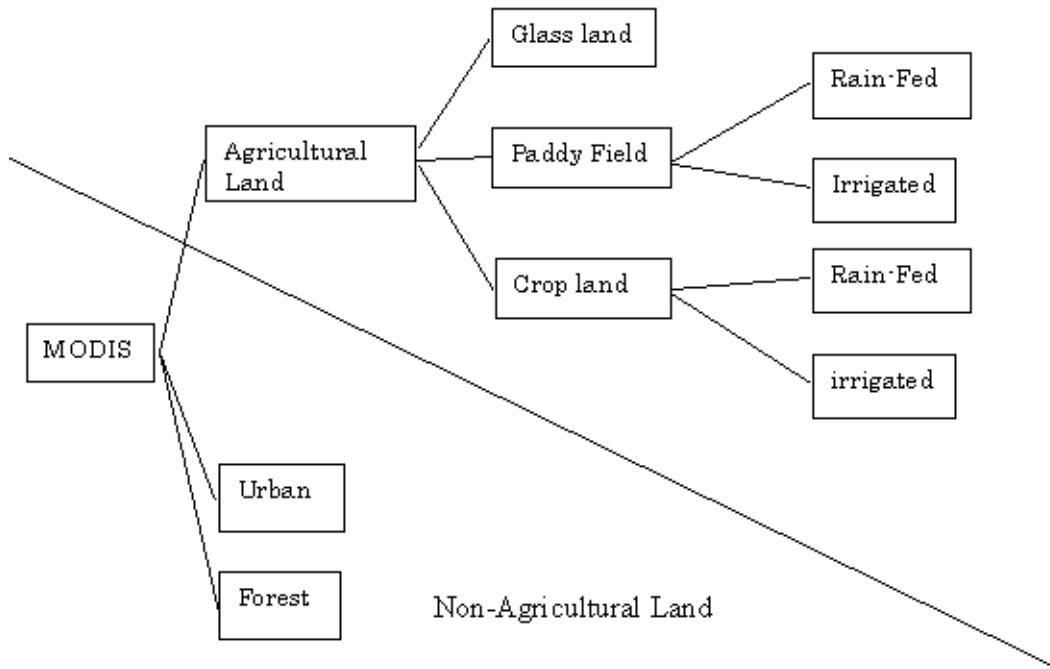 Glass land
Rain-Fed
Agricultural
Land
Paddy Field
Irrigated
Rain-Fed
Crop land
MODIS
irrigated
Urban
Forest
Non-Agricultural Land